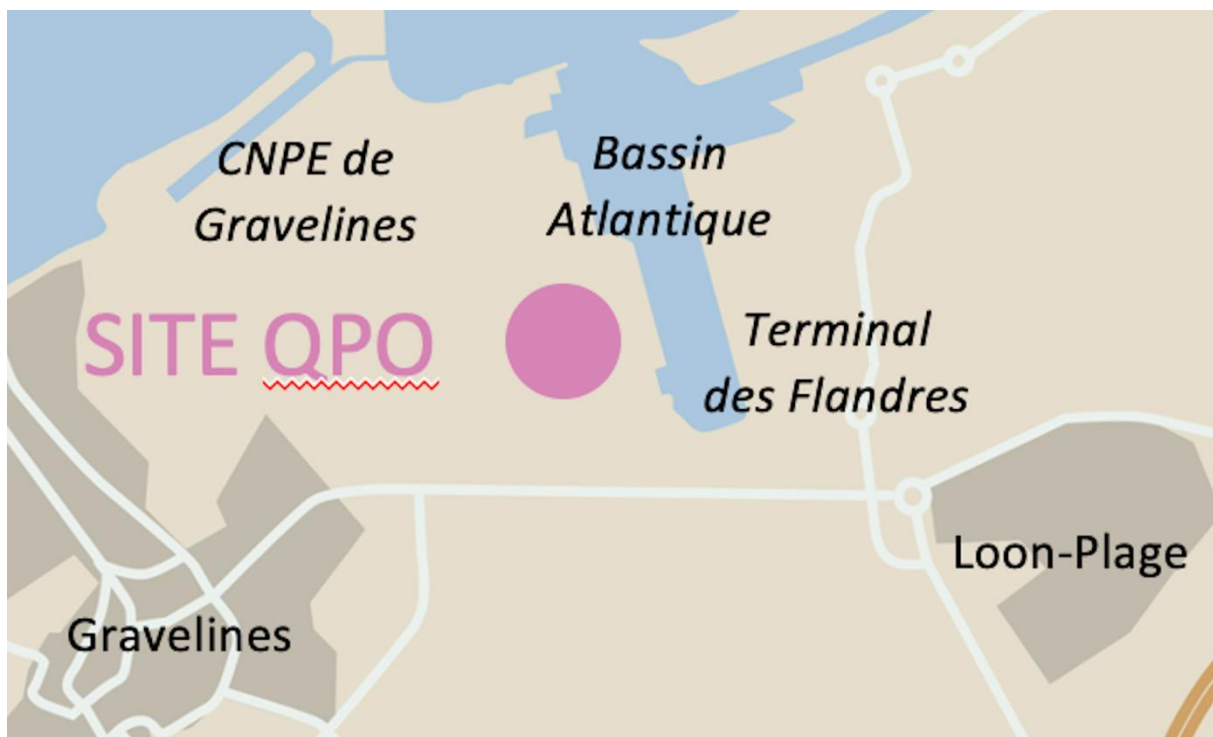 CNPE de
Gravelines
Bassin
Atlantique
SITE QPO
Terminal
des Flandres
Loon-Plage
Gravelines